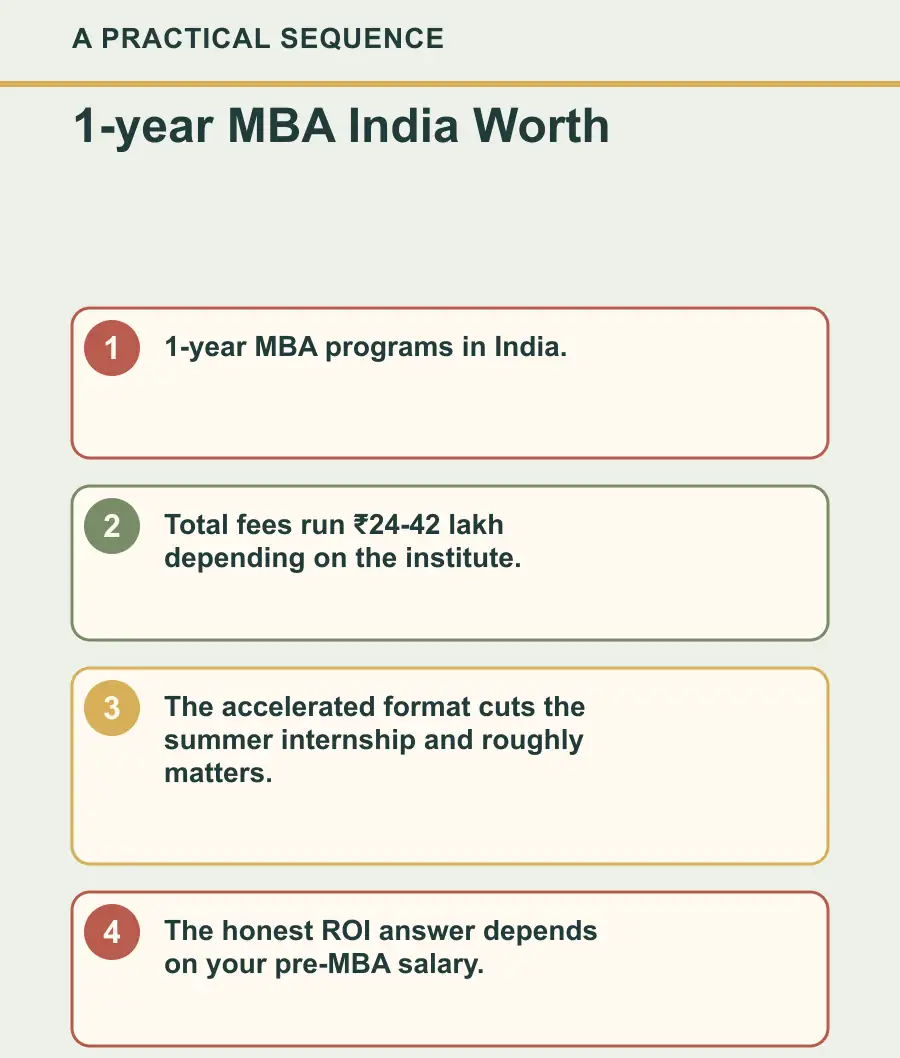 A PRACTICAL SEQUENCE
1-year MBA India Worth
1
1-year MBA programs in India.
2
Total fees run ₹24-42 lakh
depending on the institute.
3
The accelerated format cuts the
summer internship and roughly
matters.
4
The honest ROI answer depends
on your pre-MBA salary.